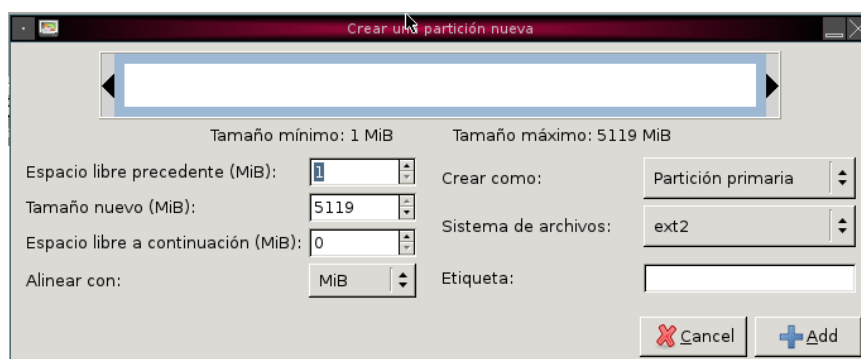 Crear una partición nueva
Tamaño mínimo: 1 MiB Tamaño máximo: 5119 MiB
Espacio libre precedente (MiB): 1
Tamaño nuevo (MiB): 5119
Espacio libre a continuación (MiB): 0
Alinear con: MiB
Crear como: Partición primaria
Sistema de archivos: ext2
Etiqueta:
Cancel Add